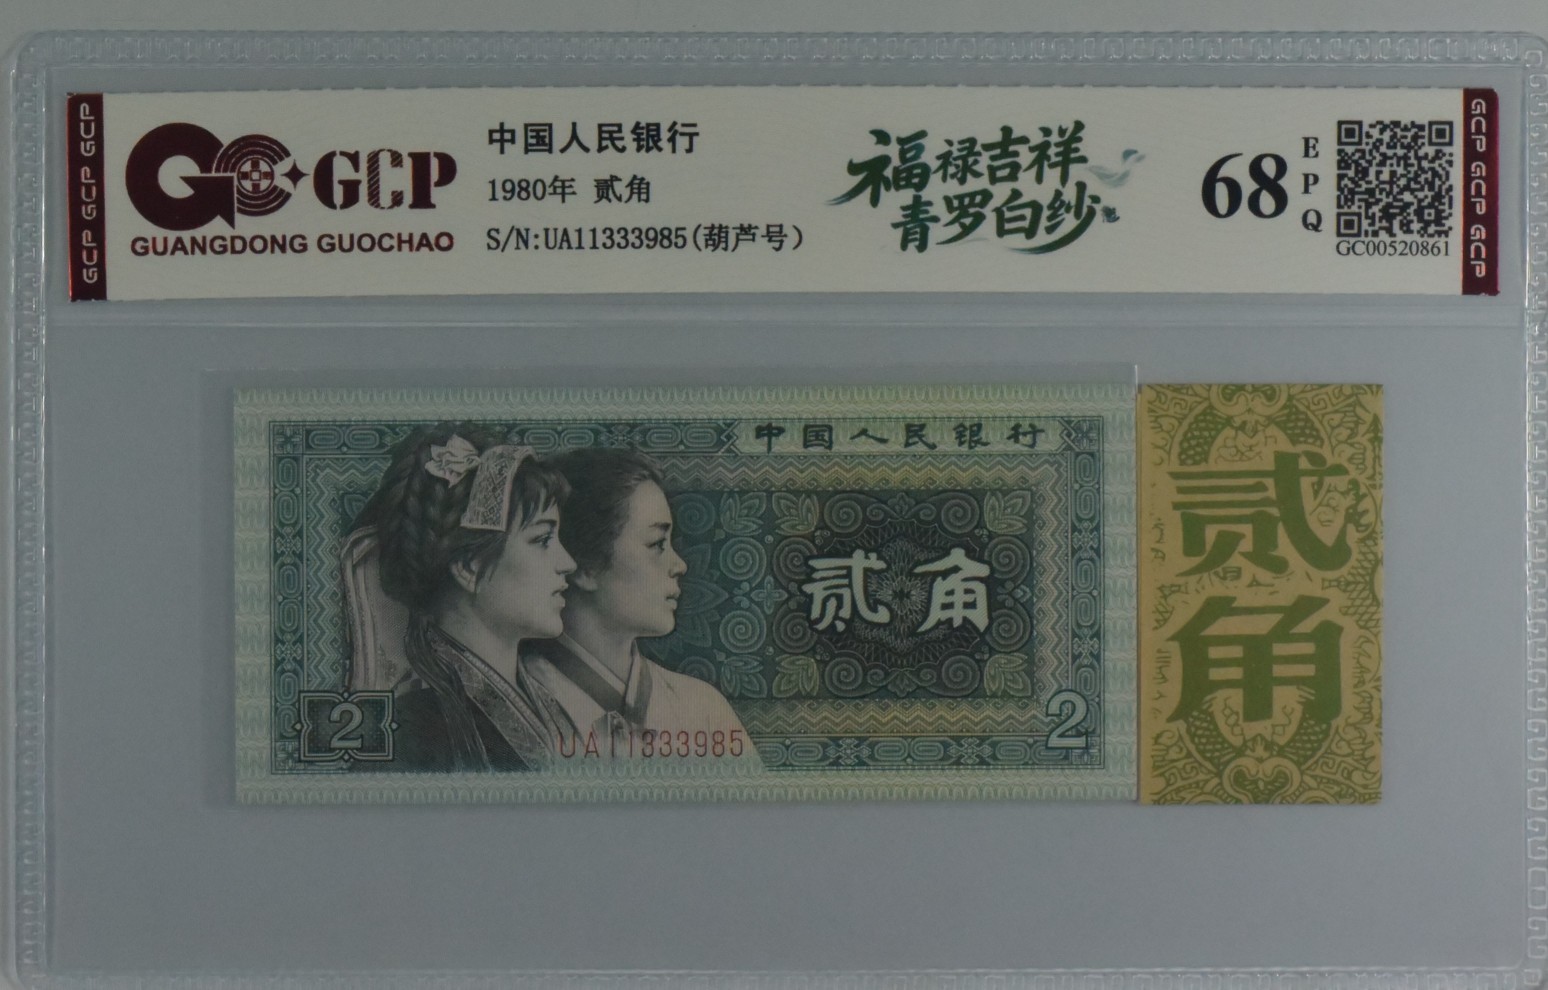 GCP GCP GCP
GCP
GUANGDONG GUOCHAO
中国人民银行
1980年 贰角
S/N:UA11333985(葫芦号)
福禄吉祥
青罗白纱
68
EPQ
GC00520861
GCP GCP GCP
中国人民银行
贰角
2
UA11333985
2
贰角